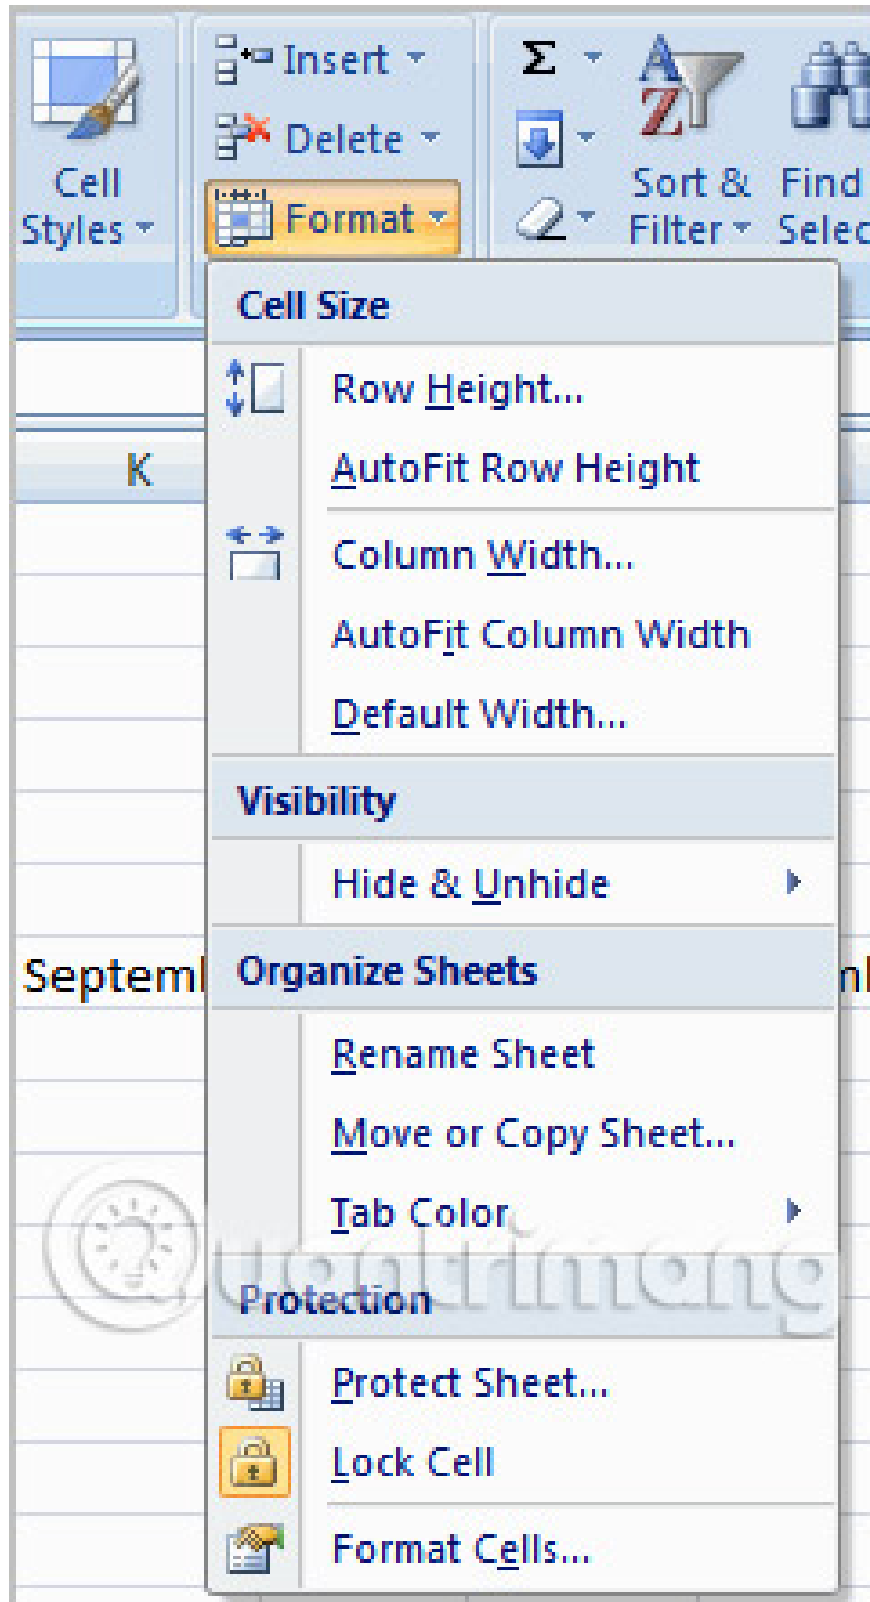 Insert
Delete
Format
Cell
Styles
Σ
A
Z
Sort &
Filter
Find
Selec
Cell Size
Row Height...
AutoFit Row Height
Column Width...
AutoFit Column Width
Default Width...
Visibility
Hide & Unhide
K
Septem
Organize Sheets
Rename Sheet
Move or Copy Sheet...
Tab Color
Quantrimang
Protection
Protect Sheet...
Lock Cell
Format Cells...